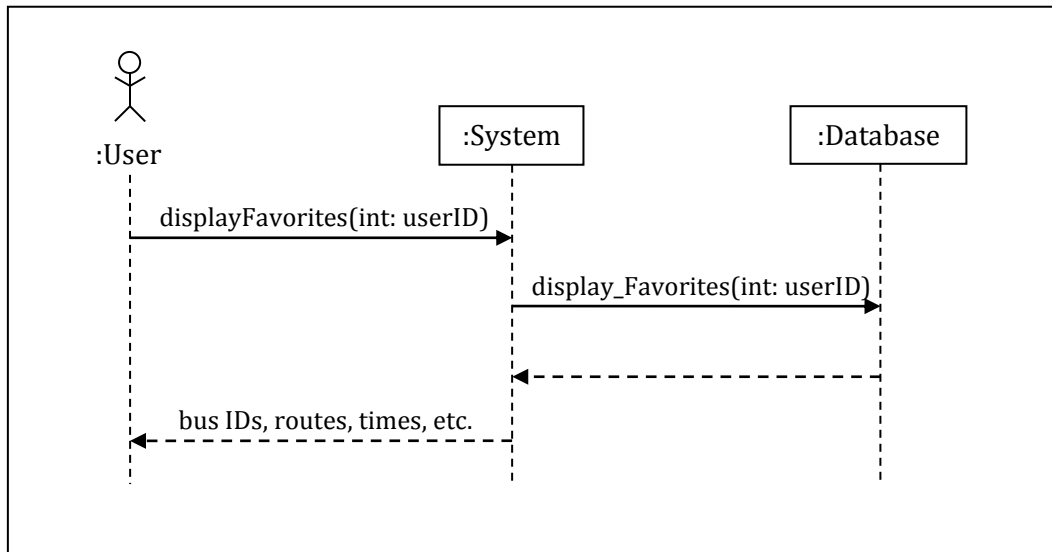 :User
:System
:Database
displayFavorites(int: userID)
display_Favorites(int: userID)
bus IDs, routes, times, etc.